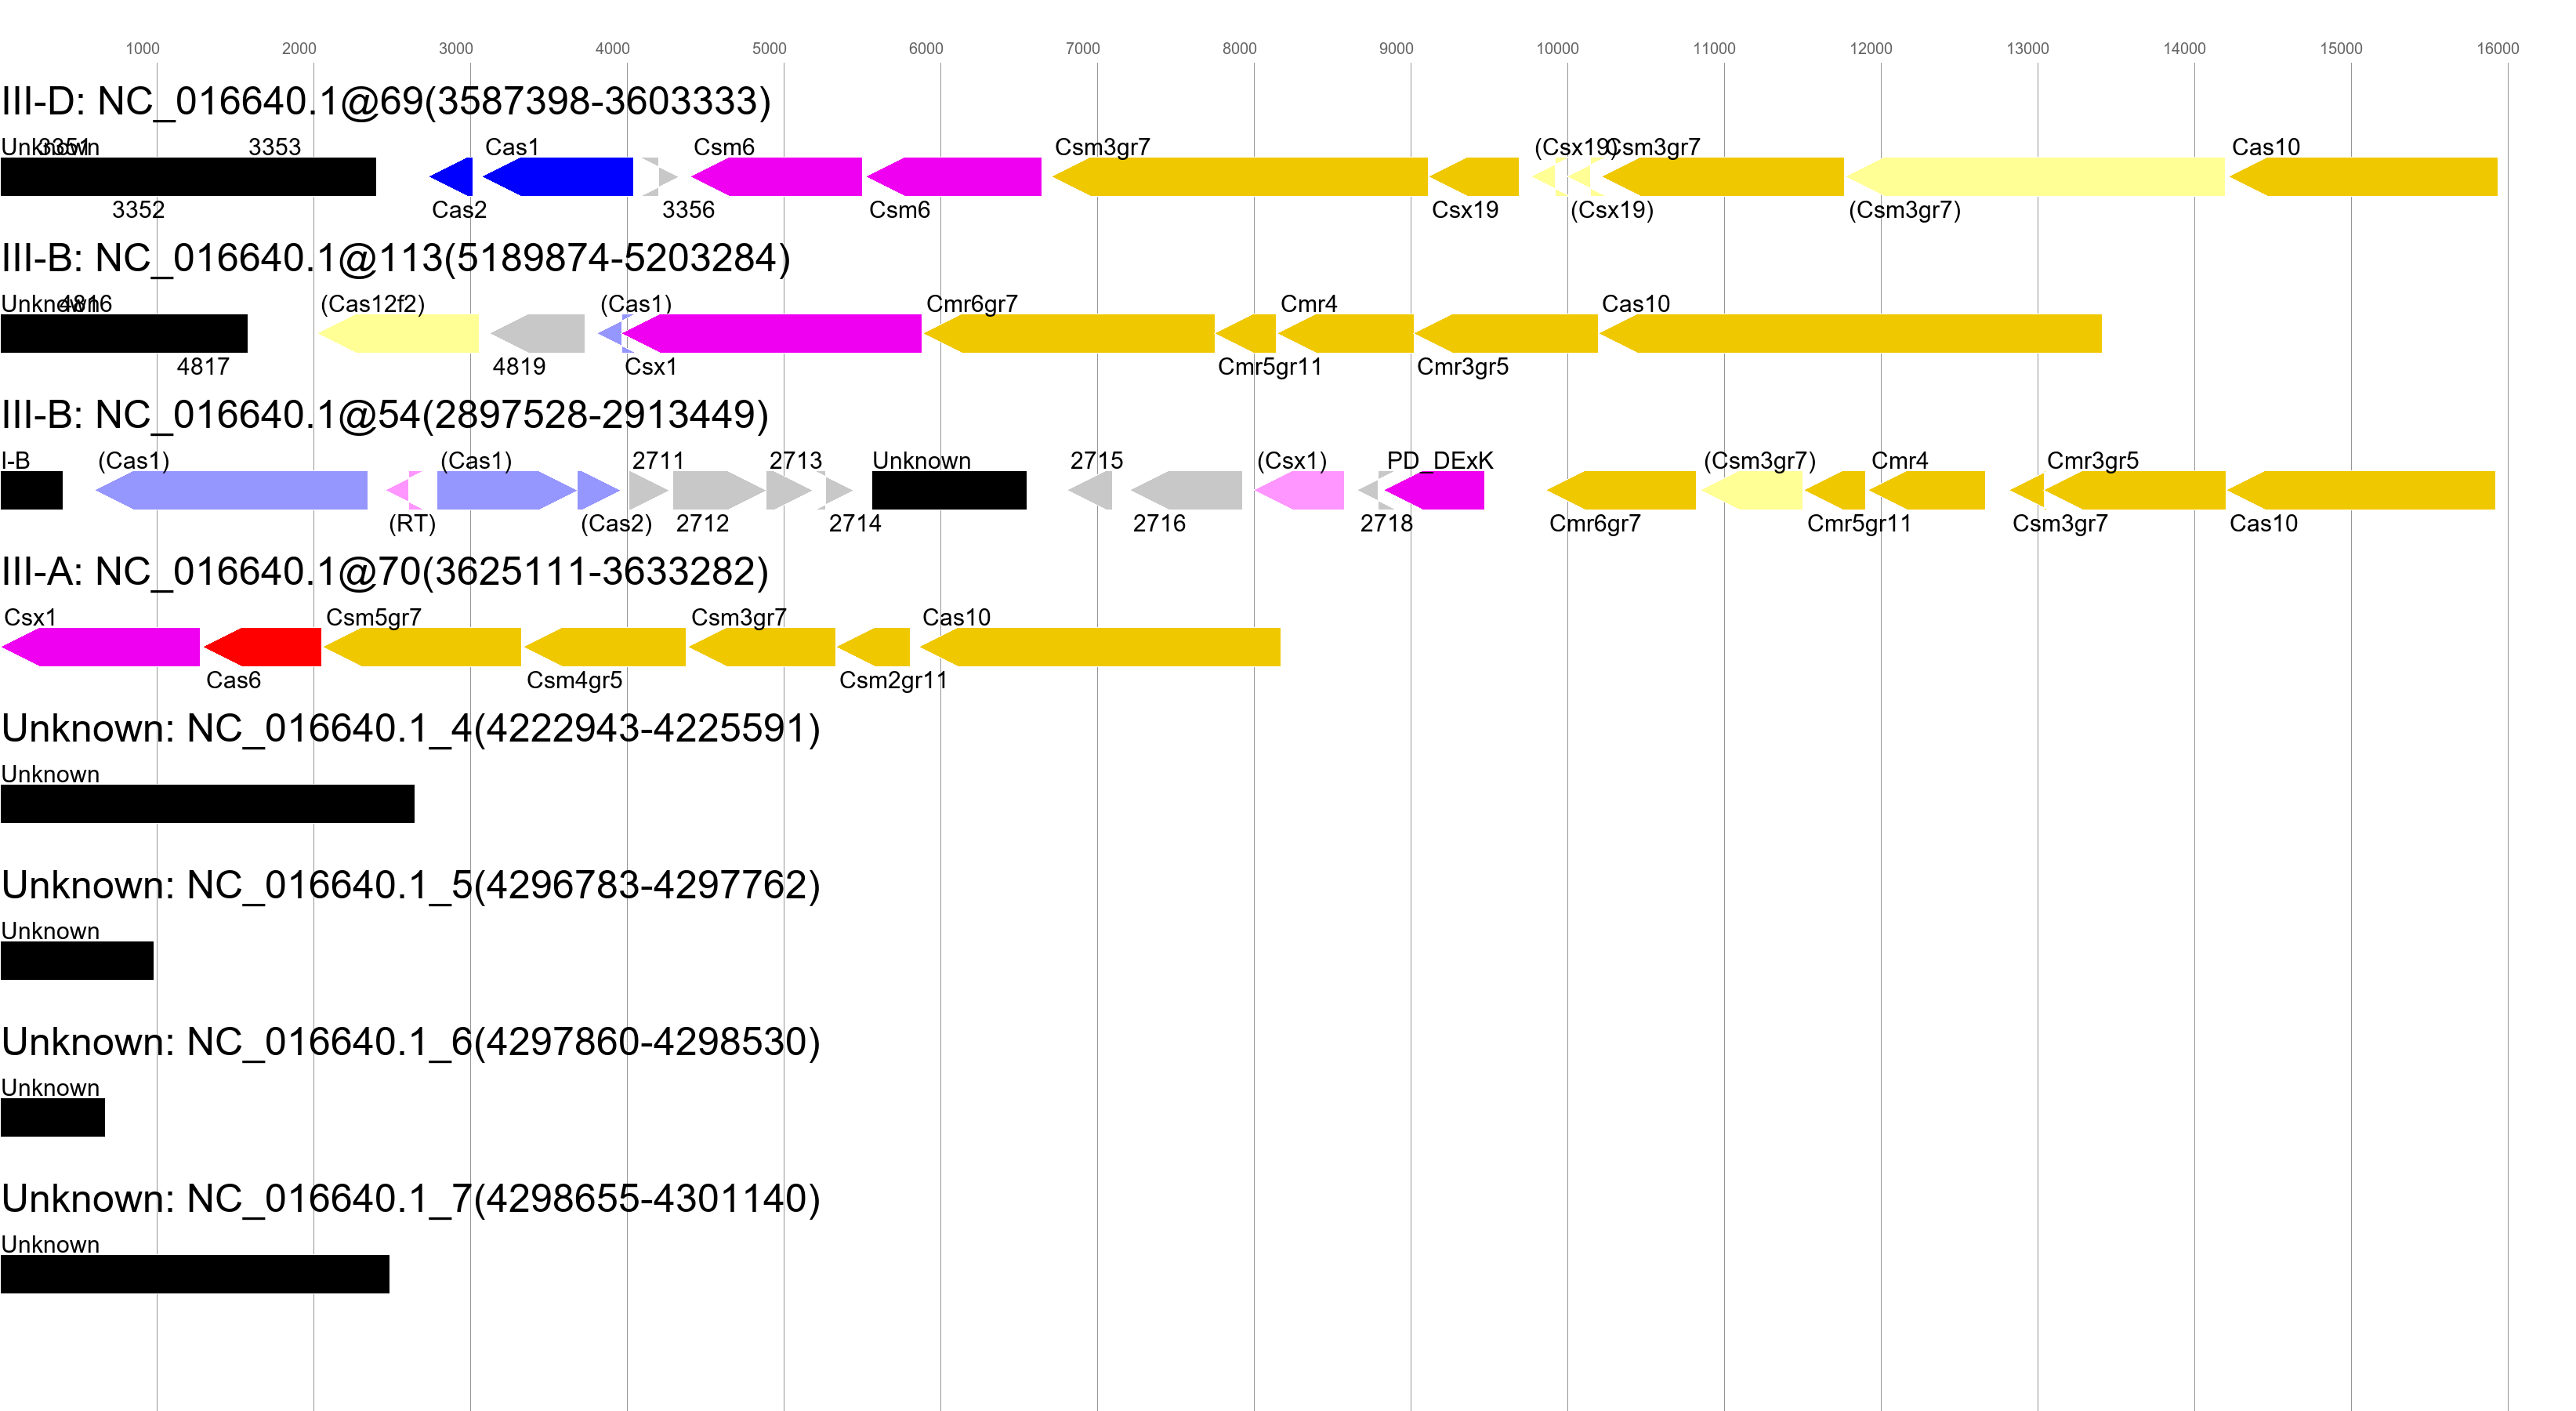 1000 2000 3000 4000 5000 6000 7000 8000 9000 10000 11000 12000 13000 14000 15000 16000
III-D: NC_016640.1@69(3587398-3603333)
Unknown 3351 3353 Cas1 Csm6 Csm3gr7 (Csx19) Csm3gr7 Cas10
3352 Cas2 3356 Csm6 Csx19 (Csx19) (Csm3gr7)
III-B: NC_016640.1@113(5189874-5203284)
Unknown 4816 (Cas12f2) (Cas1) Cmr6gr7 Cmr4 Cas10
4817 4819 Csx1 Cmr5gr11 Cmr3gr5
III-B: NC_016640.1@54(2897528-2913449)
I-B (Cas1) (Cas1) 2711 2713 Unknown 2715 (Csx1) PD_DExK (Csm3gr7) Cmr4 Cmr3gr5
(RT) (Cas2) 2712 2714 2716 2718 Cmr6gr7 Cmr5gr11 Csm3gr7 Cas10
III-A: NC_016640.1@70(3625111-3633282)
Csx1 Csm5gr7 Csm3gr7 Cas10
Cas6 Csm4gr5 Csm2gr11
Unknown: NC_016640.1_4(4222943-4225591)
Unknown
Unknown: NC_016640.1_5(4296783-4297762)
Unknown
Unknown: NC_016640.1_6(4297860-4298530)
Unknown
Unknown: NC_016640.1_7(4298655-4301140)
Unknown